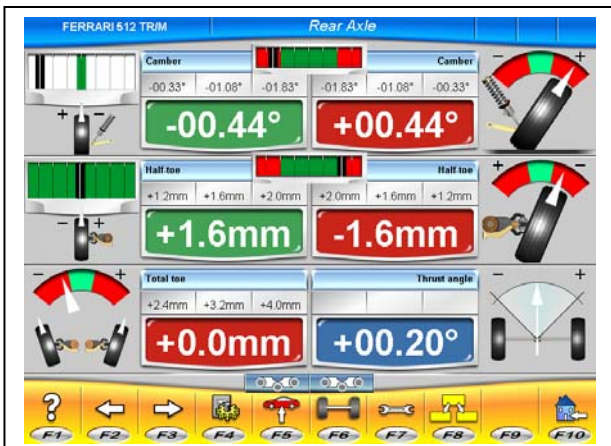 FERRARI 512 TR/M Rear Axle
Camber Camber
-00.33° -01.08° -01.83° -01.83° -01.08° -00.33°
-00.44° +00.44°
Half-toe Half-toe
+1.2mm +1.6mm +2.0mm +2.0mm +1.6mm +1.2mm
+1.6mm -1.6mm
Total toe Thrust angle
+2.4mm +3.2mm +4.0mm
+0.0mm +00.20°
?
F1 F2 F3 F4 F5 F6 F7 F8 F9 F10